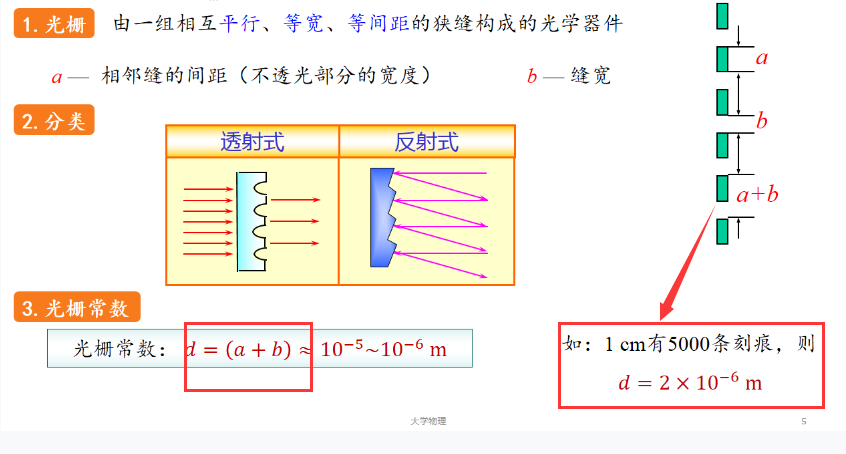 1.光栅 由一组相互平行、等宽、等间距的狭缝构成的光学器件
a — 相邻缝的间距（不透光部分的宽度） b — 缝宽
2.分类
透射式 反射式
a
b
a+b
3.光栅常数
光栅常数： d = (a + b) ≈ 10⁻⁵~10⁻⁶ m
如：1 cm有5000条刻痕，则
d = 2 × 10⁻⁶ m
大学物理 5